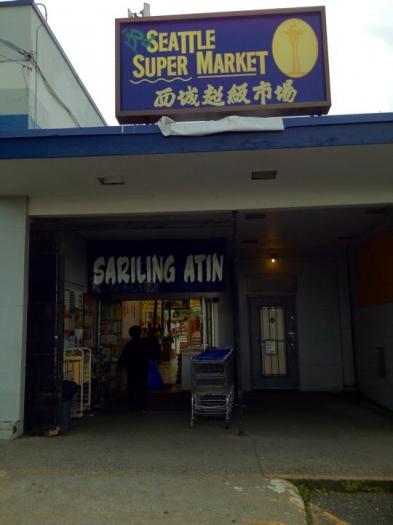 SEATTLE
SUPER MARKET
西城超級市場
SARILING ATIN